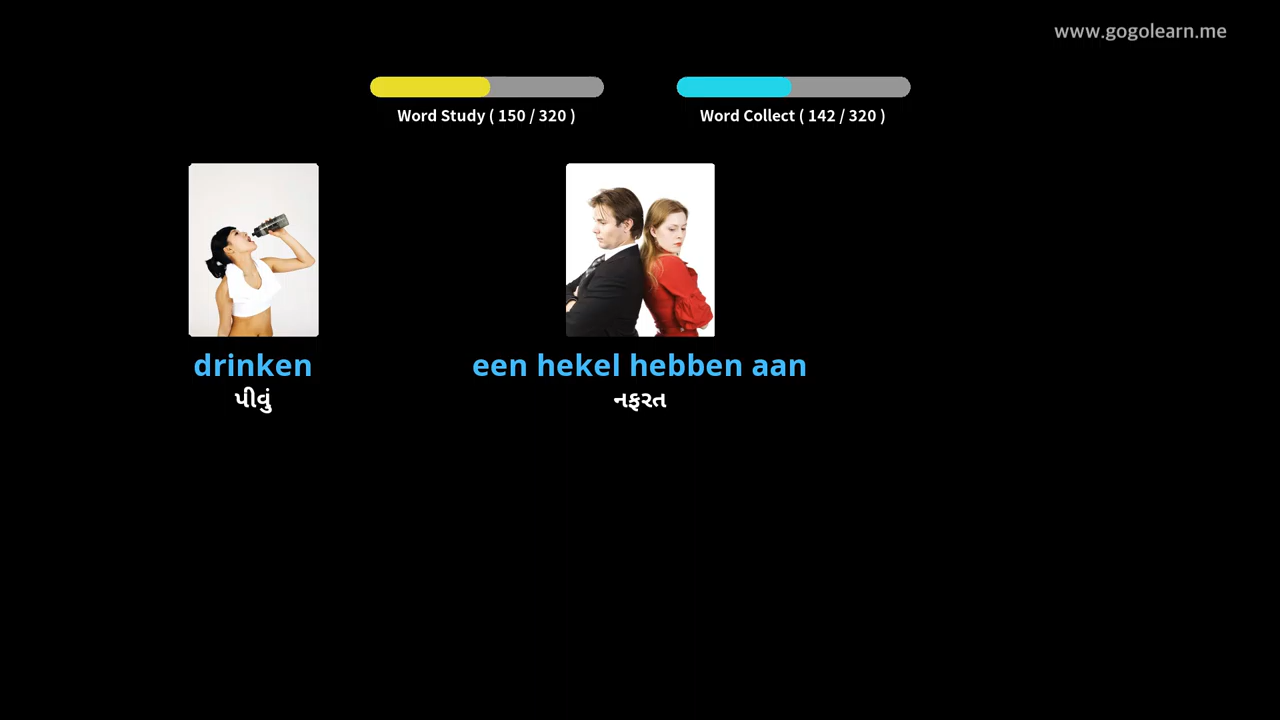 www.gogolearn.me
Word Study ( 150 / 320 )
Word Collect ( 142 / 320 )
drinken
een hekel hebben aan
પીવું
નફરત